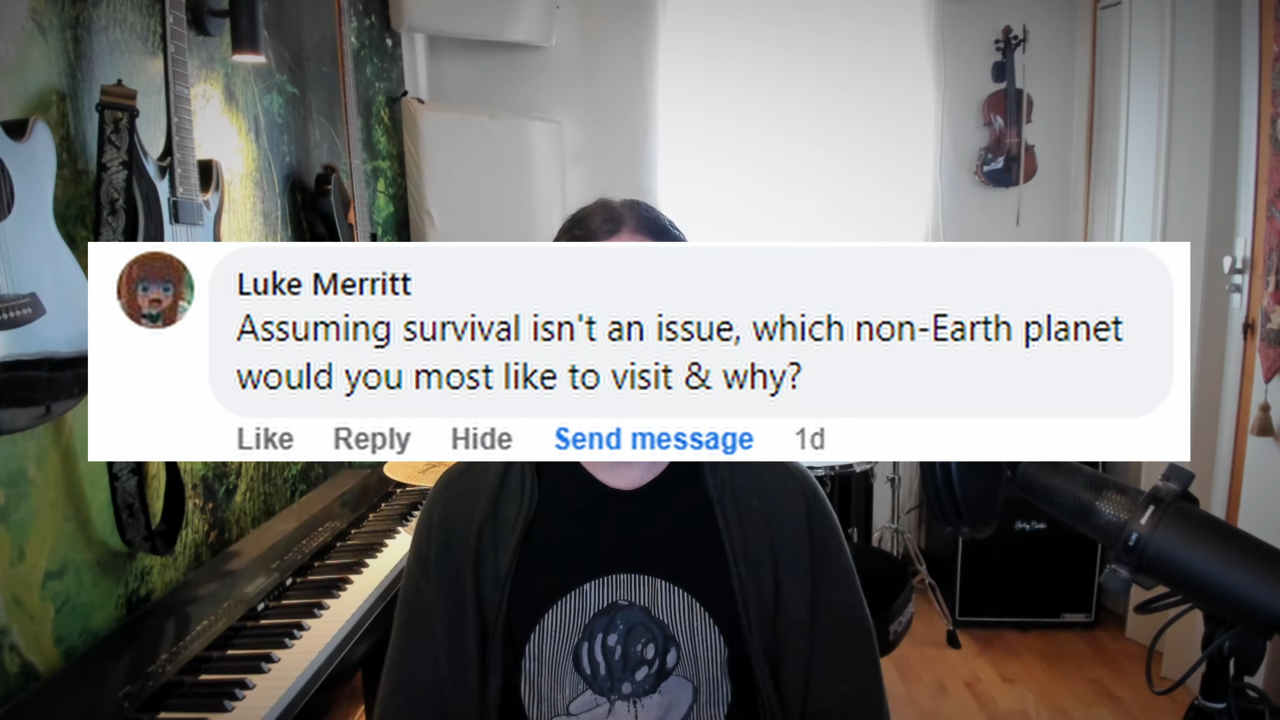 Luke Merritt
Assuming survival isn't an issue, which non-Earth planet
would you most like to visit & why?
Like Reply Hide Send message 1d